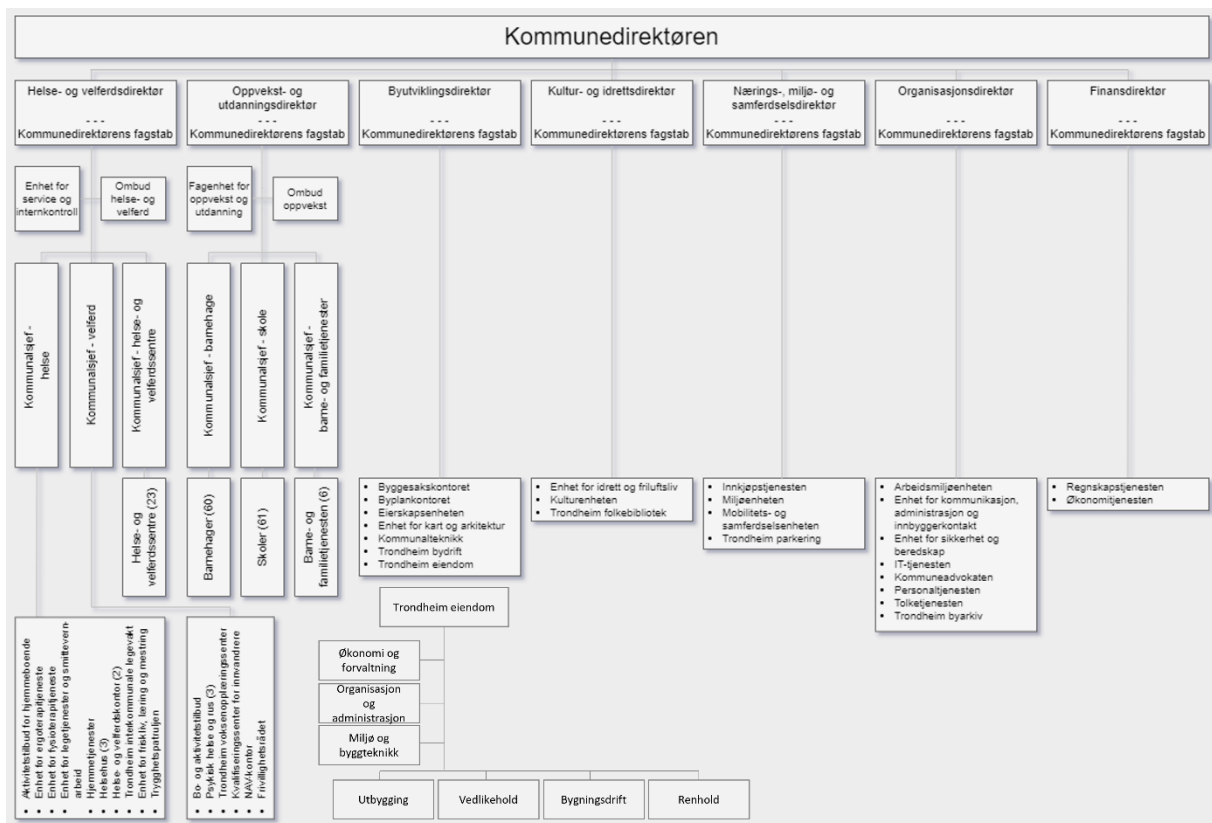 Kommunedirektøren
Helse- og velferdsdirektør
- - -
Kommunedirektørens fagstab
Oppvekst- og
utdanningsdirektør
- - -
Kommunedirektørens fagstab
Byutviklingsdirektør
- - -
Kommunedirektørens fagstab
Kultur- og idrettsdirektør
- - -
Kommunedirektørens fagstab
Nærings-, miljø- og
samferdselsdirektør
- - -
Kommunedirektørens fagstab
Organisasjonsdirektør
- - -
Kommunedirektørens fagstab
Finansdirektør
- - -
Kommunedirektørens fagstab
Enhet for
service og
internkontroll
Ombud
helse- og
velferd
Fagenhet for
oppvekst og
utdanning
Ombud
oppvekst
Kommunalsjef -
helse
Kommunalsjef - velferd
Kommunalsjef - helse- og
velferdssentre
Kommunalsjef - barnehage
Kommunalsjef - skole
Kommunalsjef -
barne- og familietjenester
Helse- og
velferdssentre (23)
Barnehager (60)
Skoler (61)
Barne- og
familietjenesten (6)
• Byggesakskontoret
• Byplankontoret
• Eierskapsenheten
• Enhet for kart og arkitektur
• Kommunalteknikk
• Trondheim bydrift
• Trondheim eiendom
• Enhet for idrett og friluftsliv
• Kulturenheten
• Trondheim folkebibliotek
• Innkjøpstjenesten
• Miljøenheten
• Mobilitets- og
samferdselsenheten
• Trondheim parkering
• Arbeidsmiljøenheten
• Enhet for kommunikasjon,
administrasjon og
innbyggerkontakt
• Enhet for sikkerhet og
beredskap
• IT-tjenesten
• Kommuneadvokaten
• Personaltjenesten
• Tolketjenesten
• Trondheim byarkiv
• Regnskapstjenesten
• Økonomitjenesten
• Aktivitetstilbud for hjemmeboende
• Enhet for ergoterapitjeneste
• Enhet for fysioterapitjeneste
• Enhet for legetjenester og smittevern-
arbeid
• Hjemmetjenester
• Helsehus (3)
• Helse- og velferdskontor (2)
• Trondheim interkommunale legevakt
• Enhet for friskliv, læring og mestring
• Trygghetspatruljen
• Bo- og aktivitetstilbud
• Psykisk helse og rus (3)
• Trondheim voksenopplæringssenter
• Kvalifiseringssenter for innvandrere
• NAV-kontor
• Frivillighetsrådet
Trondheim eiendom
Økonomi og
forvaltning
Organisasjon
og
administrasjon
Miljø og
byggteknikk
Utbygging
Vedlikehold
Bygningsdrift
Renhold